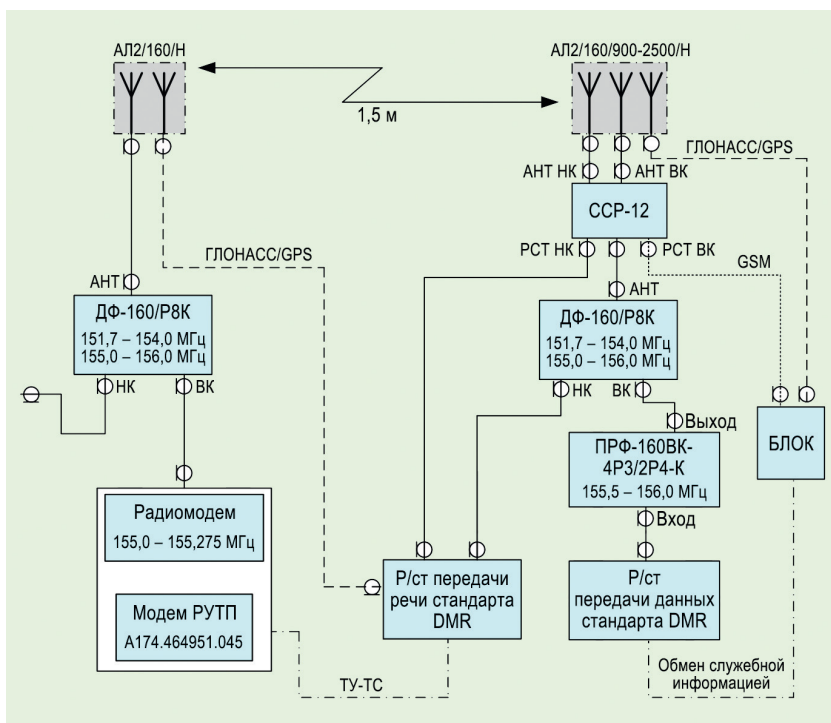 АЛ2/160/Н
АЛ2/160/900-2500/Н
1,5 м
ГЛОНАСС/GPS
АНТ НК
АНТ ВК
ССР-12
РСТ НК
РСТ ВК
ГЛОНАСС/GPS
GSM
АНТ
АНТ
ДФ-160/Р8К
151,7 – 154,0 МГц
155,0 – 156,0 МГц
ДФ-160/Р8К
151,7 – 154,0 МГц
155,0 – 156,0 МГц
НК
ВК
НК
ВК
Выход
БЛОК
ПРФ-160ВК-
4Р3/2Р4-К
155,5 – 156,0 МГц
Вход
Радиомодем
155,0 – 155,275 МГц
Модем РУТП
А174.464951.045
Р/ст передачи
речи стандарта
DMR
Р/ст
передачи данных
стандарта DMR
ТУ-ТС
Обмен служебной
информацией